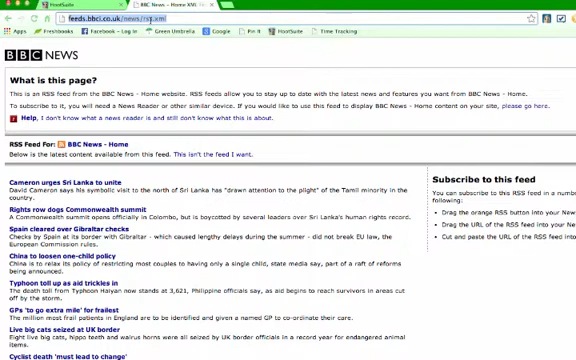 HootSuite
BBC News - Home XML
feeds.bbci.co.uk/news/rss.xml
Apps Freshbooks Facebook - Log In Green Umbrella Google Pin It HootSuite Time Tracking
BBC NEWS
What is this page?
This is an RSS feed from the BBC News - Home website. RSS feeds allow you to stay up to date with the latest news and features you want from BBC News - Home.
To subscribe to it, you will need a News Reader or other similar device. If you would like to use this feed to display BBC News - Home content on your site, please go here.
Help, I don't know what a news reader is and still don't know what this is about.
RSS Feed For: BBC News - Home
Below is the latest content available from this feed. This isn't the feed I want.
Cameron urges Sri Lanka to unite
David Cameron says his symbolic visit to the north of Sri Lanka has "drawn attention to the plight" of the Tamil minority in the
country.
Rights row dogs Commonwealth summit
A Commonwealth summit opens officially in Colombo, but is boycotted by several leaders over Sri Lanka's human rights record.
Spain cleared over Gibraltar checks
Checks by Spain at its border with Gibraltar - which caused lengthy delays during the summer - did not break EU law, the
European Commission rules.
China to loosen one-child policy
China is to relax its policy of restricting most couples to having only a single child, state media say, part of a raft of reforms
being announced.
Typhoon toll up as aid trickles in
The death toll from Typhoon Haiyan now stands at 3,621, Philippine officials say, as aid begins to reach survivors in areas cut
off by the storm.
GPs 'to go extra mile' for frailest
The million most frail patients in England are to be identified and given a named GP to co-ordinate their care.
Live big cats seized at UK border
Eight big cats, hippo teeth and walrus horns were all seized by UK border officials in a record year for endangered
animal items.
Cyclist death 'must lead to change'
Subscribe to this feed
You can subscribe to this RSS feed in a number
following:
Drag the orange RSS button into your News
Drag the URL of the RSS feed into your News
Cut and paste the URL of the RSS feed into